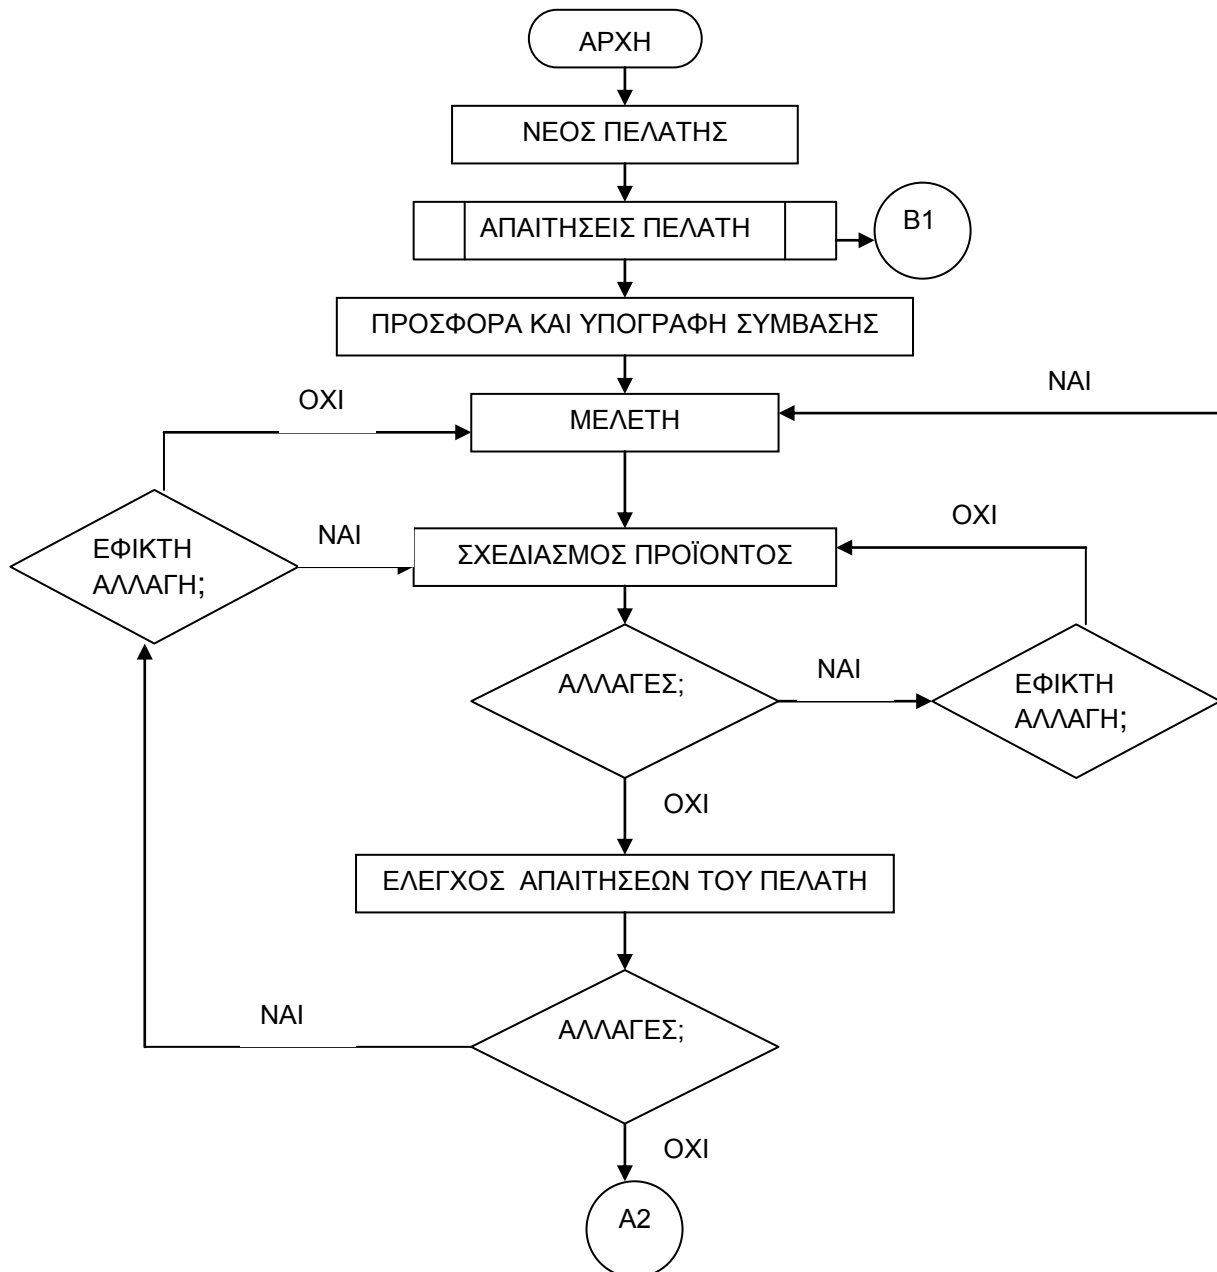 ΑΡΧΗ
ΝΕΟΣ ΠΕΛΑΤΗΣ
ΑΠΑΙΤΗΣΕΙΣ ΠΕΛΑΤΗ
Β1
ΠΡΟΣΦΟΡΑ ΚΑΙ ΥΠΟΓΡΑΦΗ ΣΥΜΒΑΣΗΣ
ΝΑΙ
ΟΧΙ
ΜΕΛΕΤΗ
ΟΧΙ
ΝΑΙ
ΕΦΙΚΤΗ
ΑΛΛΑΓΗ;
ΣΧΕΔΙΑΣΜΟΣ ΠΡΟΪΟΝΤΟΣ
ΑΛΛΑΓΕΣ;
ΝΑΙ
ΕΦΙΚΤΗ
ΑΛΛΑΓΗ;
ΟΧΙ
ΕΛΕΓΧΟΣ ΑΠΑΙΤΗΣΕΩΝ ΤΟΥ ΠΕΛΑΤΗ
ΝΑΙ
ΑΛΛΑΓΕΣ;
ΟΧΙ
Α2